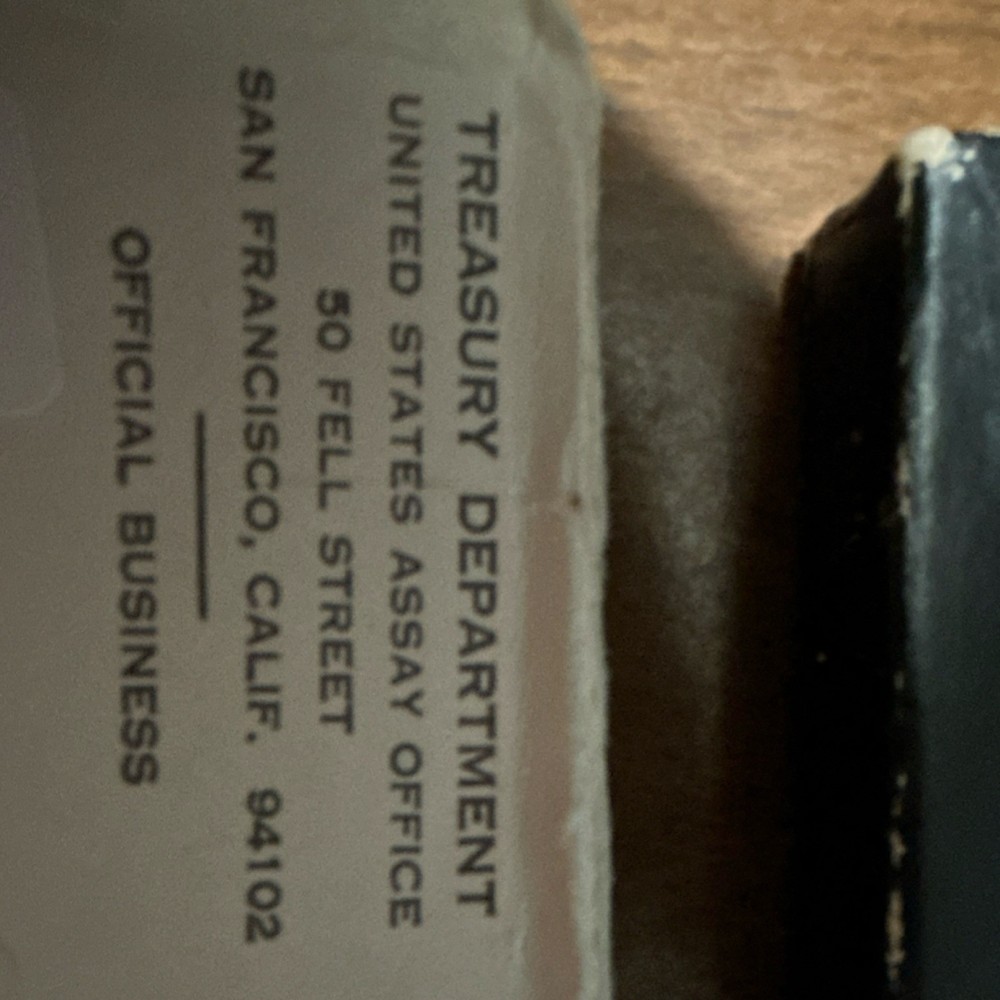 TREASURY DEPARTMENT
UNITED STATES ASSAY OFFICE
50 FELL STREET
SAN FRANCISCO, CALIF. 94102
OFFICIAL BUSINESS